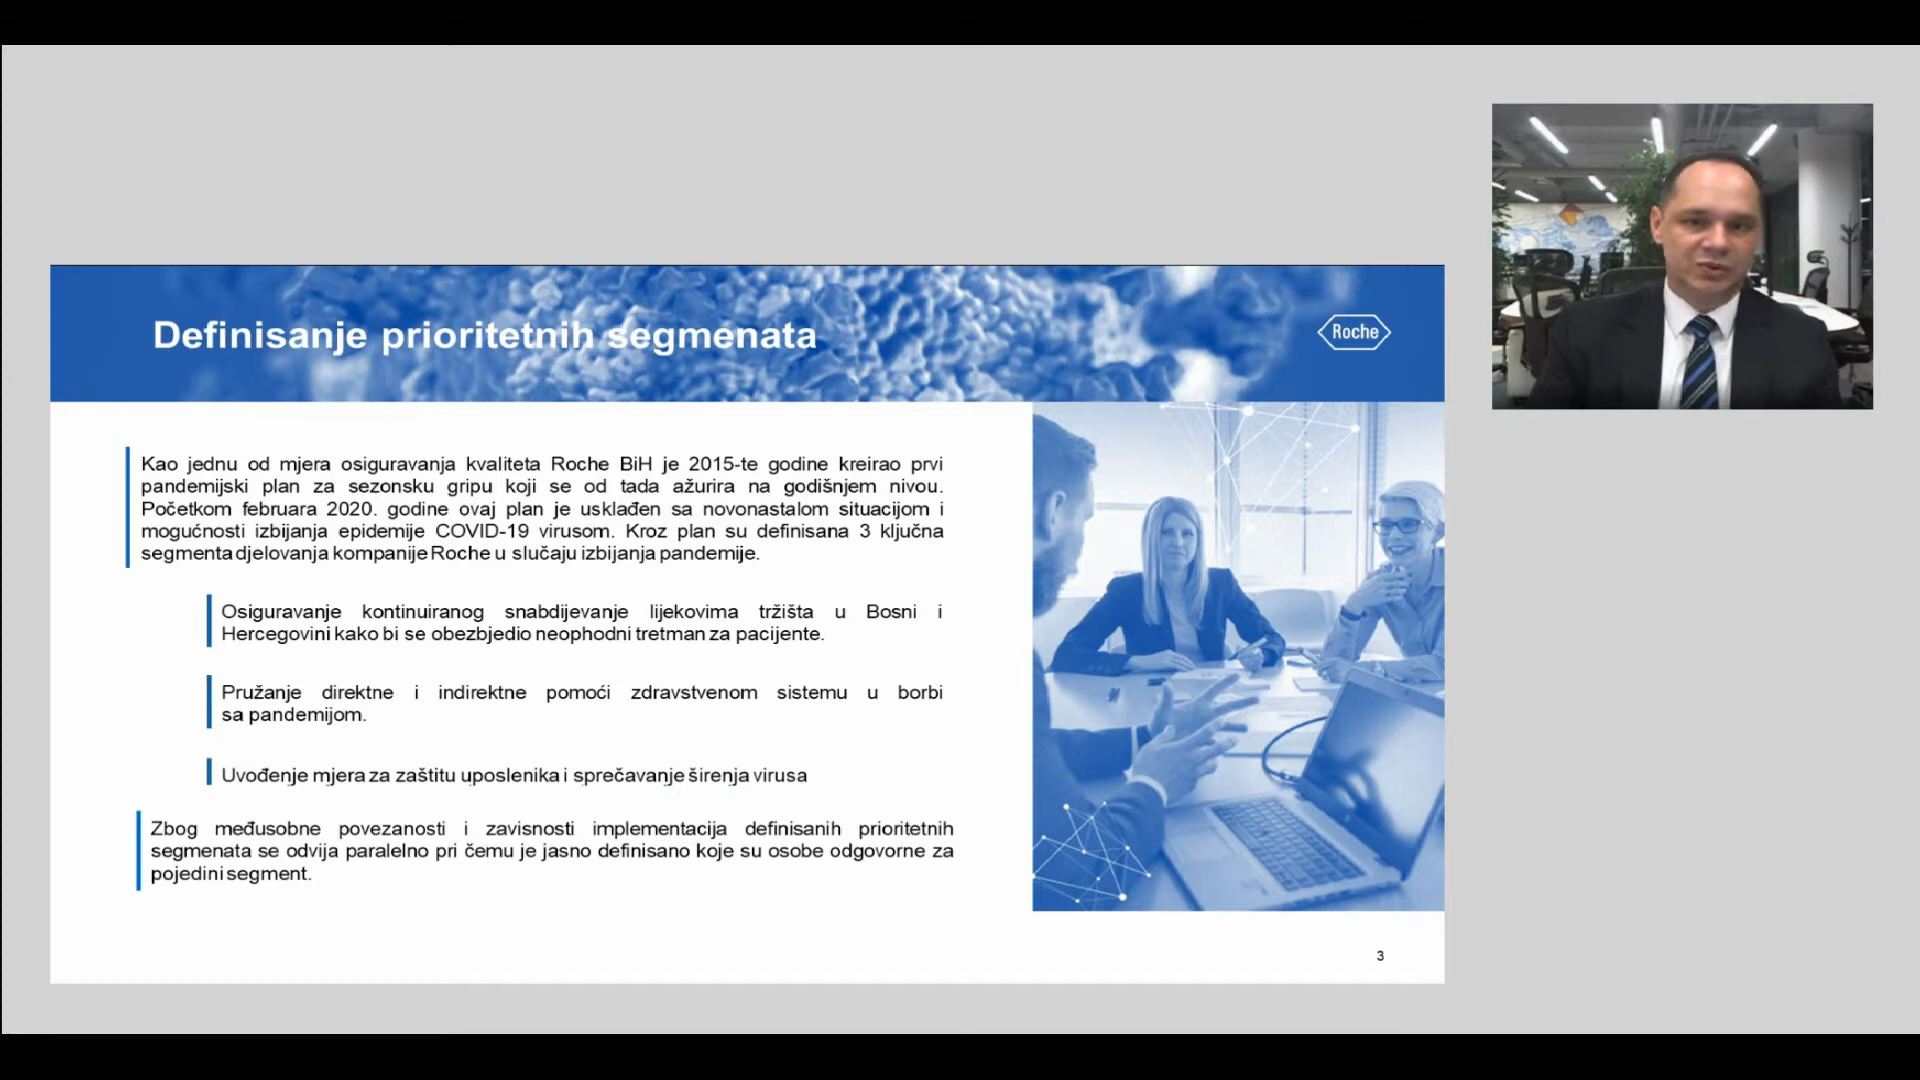 Definisanje prioritetnih segmenata
Roche
Kao jednu od mjera osiguravanja kvaliteta Roche BiH je 2015-te godine kreirao prvi
pandemijski plan za sezonsku gripu koji se od tada ažurira na godišnjem nivou.
Početkom februara 2020. godine ovaj plan je usklađen sa novonastalom situacijom i
mogućnosti izbijanja epidemije COVID-19 virusom. Kroz plan su definisana 3 ključna
segmenta djelovanja kompanije Roche u slučaju izbijanja pandemije.
Osiguravanje kontinuiranog snabdijevanje lijekovima tržišta u Bosni i
Hercegovini kako bi se obezbjedio neophodni tretman za pacijente.
Pružanje direktne i indirektne pomoći zdravstvenom sistemu u borbi
sa pandemijom.
Uvođenje mjera za zaštitu uposlenika i sprečavanje širenja virusa
Zbog međusobne povezanosti i zavisnosti implementacija definisanih prioritetnih
segmenata se odvija paralelno pri čemu je jasno definisano koje su osobe odgovorne za
pojedini segment.
3